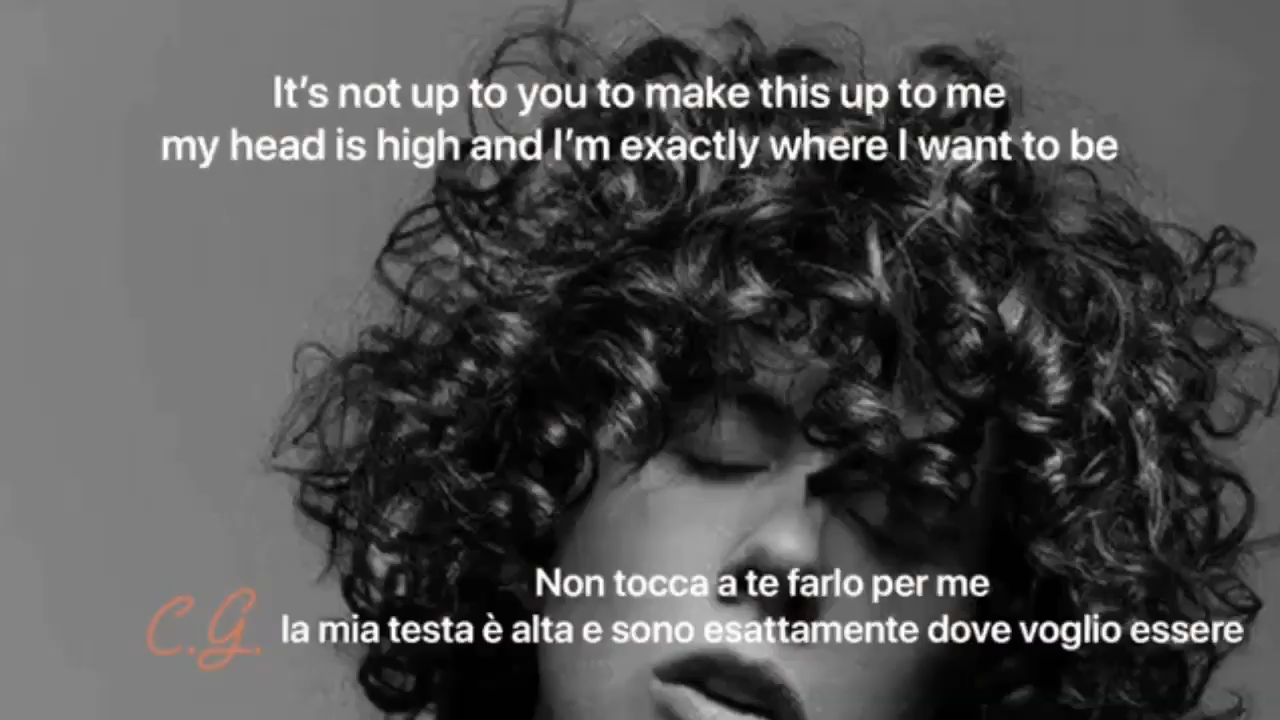 It’s not up to you to make this up to me
my head is high and I’m exactly where I want to be
Non tocca a te farlo per me
C.G. la mia testa è alta e sono esattamente dove voglio essere